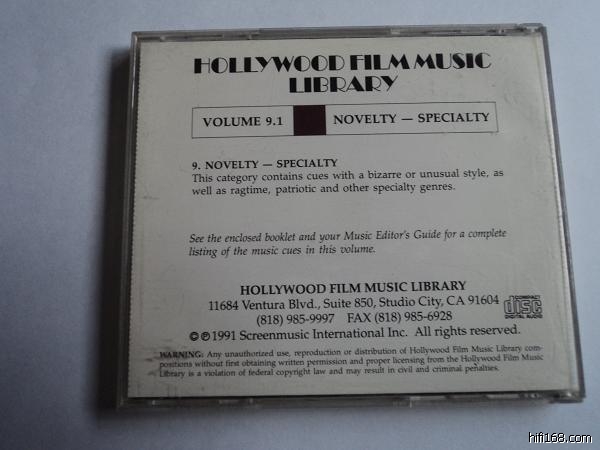 HOLLYWOOD FILM MUSIC
LIBRARY
VOLUME 9.1 NOVELTY — SPECIALTY
9. NOVELTY — SPECIALTY
This category contains cues with a bizarre or unusual style, as
well as ragtime, patriotic and other specialty genres.
See the enclosed booklet and your Music Editor's Guide for a complete
listing of the music cues in this volume.
HOLLYWOOD FILM MUSIC LIBRARY
11684 Ventura Blvd., Suite 850, Studio City, CA 91604
(818) 985-9997 FAX (818) 985-6928
©℗1991 Screenmusic International Inc. All rights reserved.
COMPACT
disc
DIGITAL AUDIO
WARNING: Any unauthorized use, reproduction or distribution of Hollywood Film Music Library com-
positions without first obtaining written permission and proper licensing from the Hollywood Film Music
Library is a violation of federal copyright law and may result in civil and criminal penalties.
hifi168.com